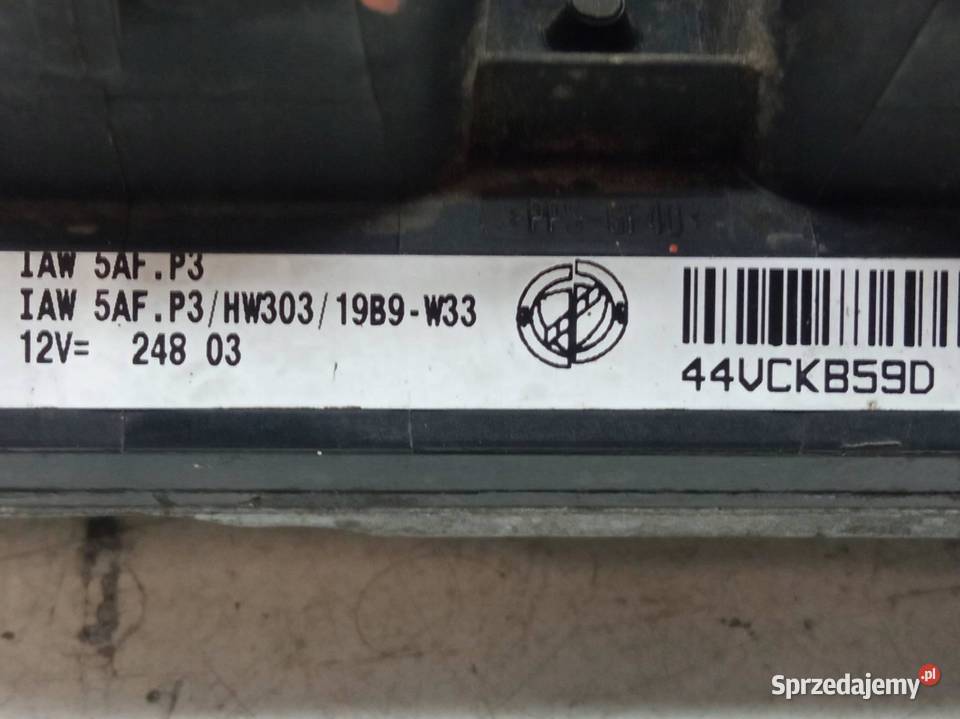 IAW 5AF.P3
IAW 5AF.P3/HW303/19B9-W33
12V= 248 03
44VCKB59D
Sprzedajemy.pl